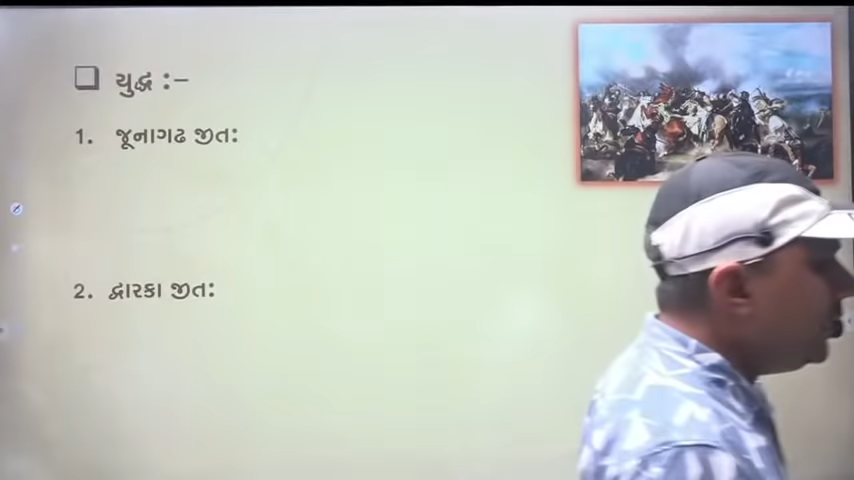 ❑ યુદ્ધ :–
1. જૂનાગઢ જીત:
2. દ્વારકા જીત: